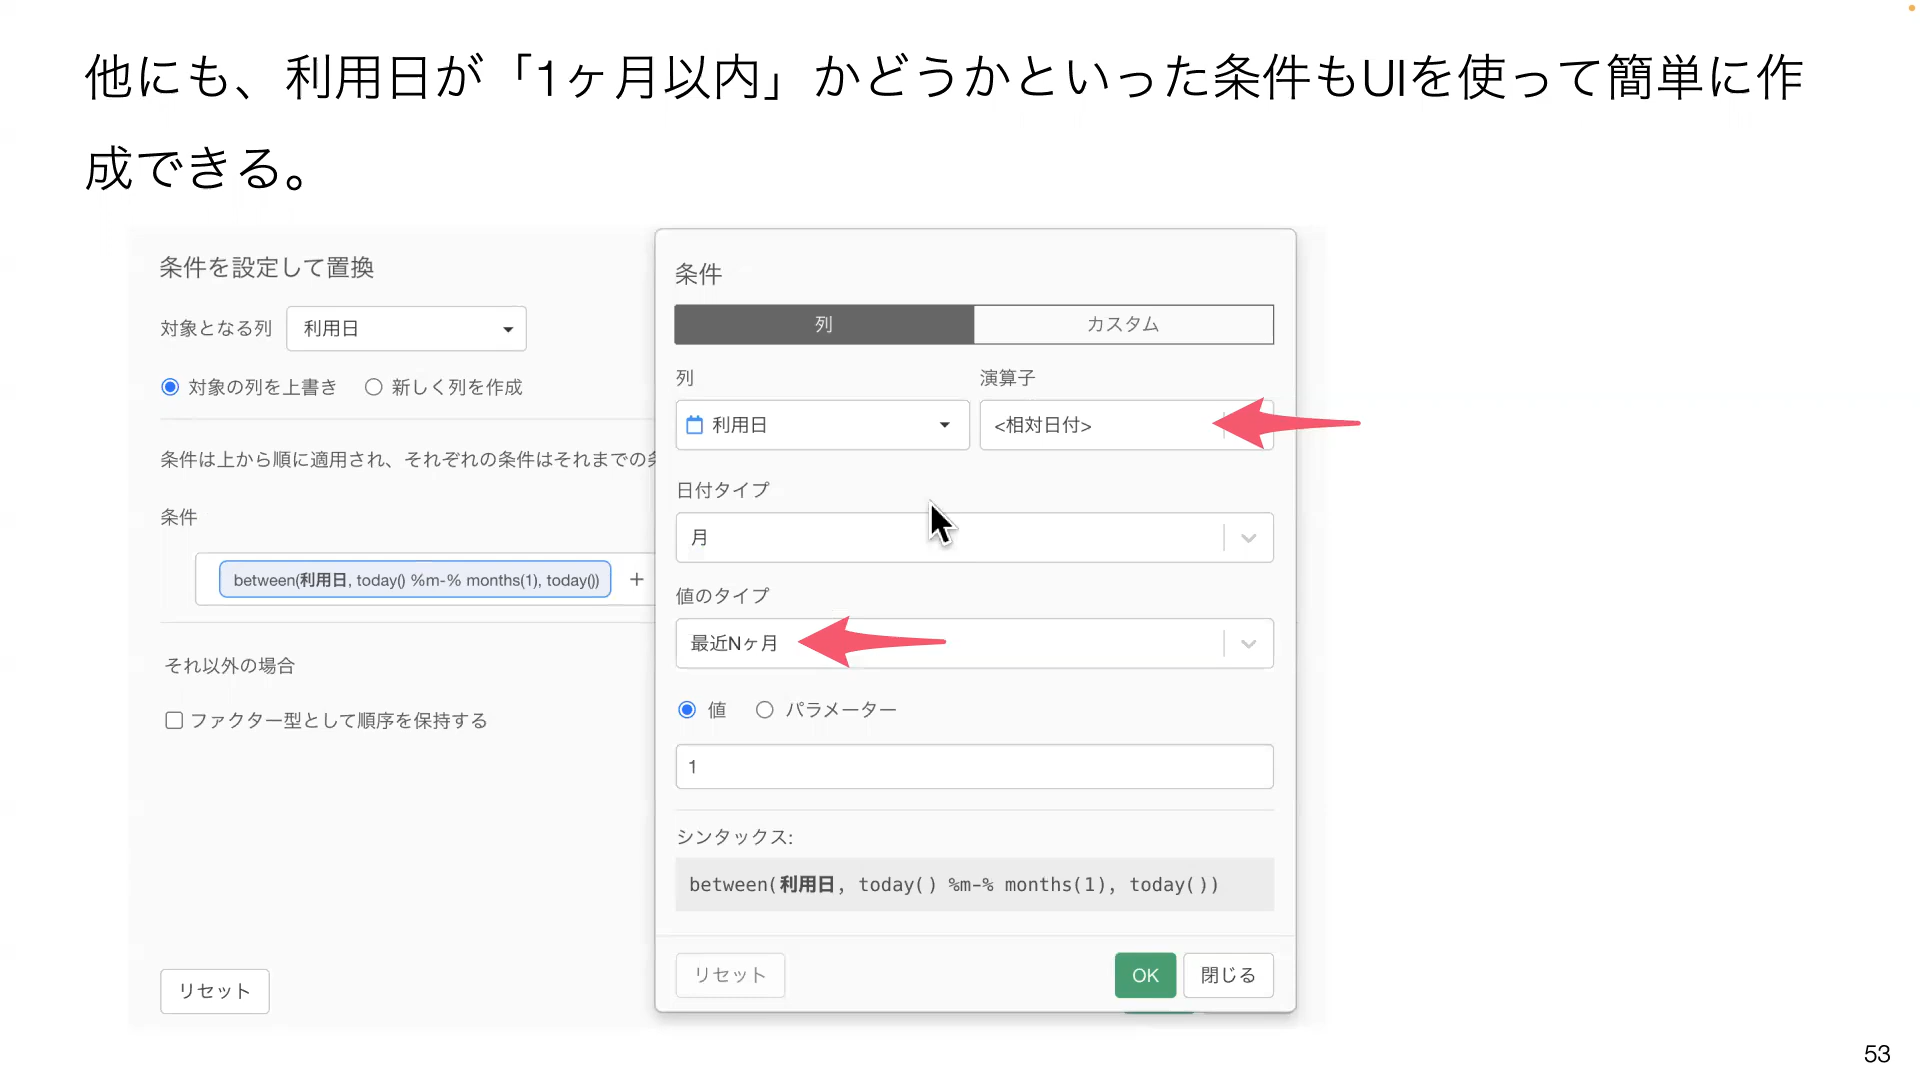 他にも、利用日が「1ヶ月以内」かどうかといった条件もUIを使って簡単に作
成できる。
条件を設定して置換
対象となる列 利用日
対象の列を上書き 新しく列を作成
条件は上から順に適用され、それぞれの条件はそれまでの
条件
between(利用日, today() %m-% months(1), today()) +
それ以外の場合
ファクター型として順序を保持する
リセット
条件
列 カスタム
列 演算子
利用日 <相対日付>
日付タイプ
月
値のタイプ
最近Nヶ月
値 パラメーター
1
シンタックス:
between(利用日, today() %m-% months(1), today())
リセット OK 閉じる
53